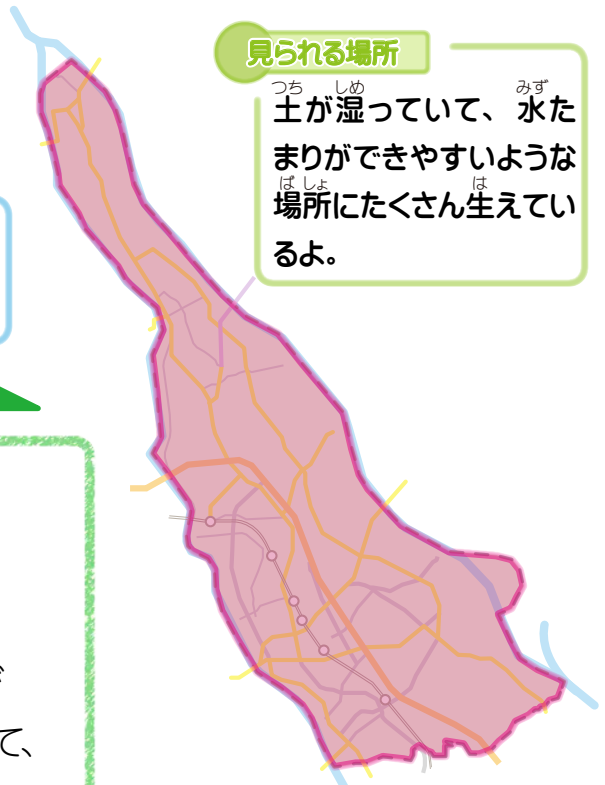 見られる場所
つち しめ みず
土が湿っていて、水た
まりができやすいような
ば しょ は
場所にたくさん生えてい
るよ。
て、